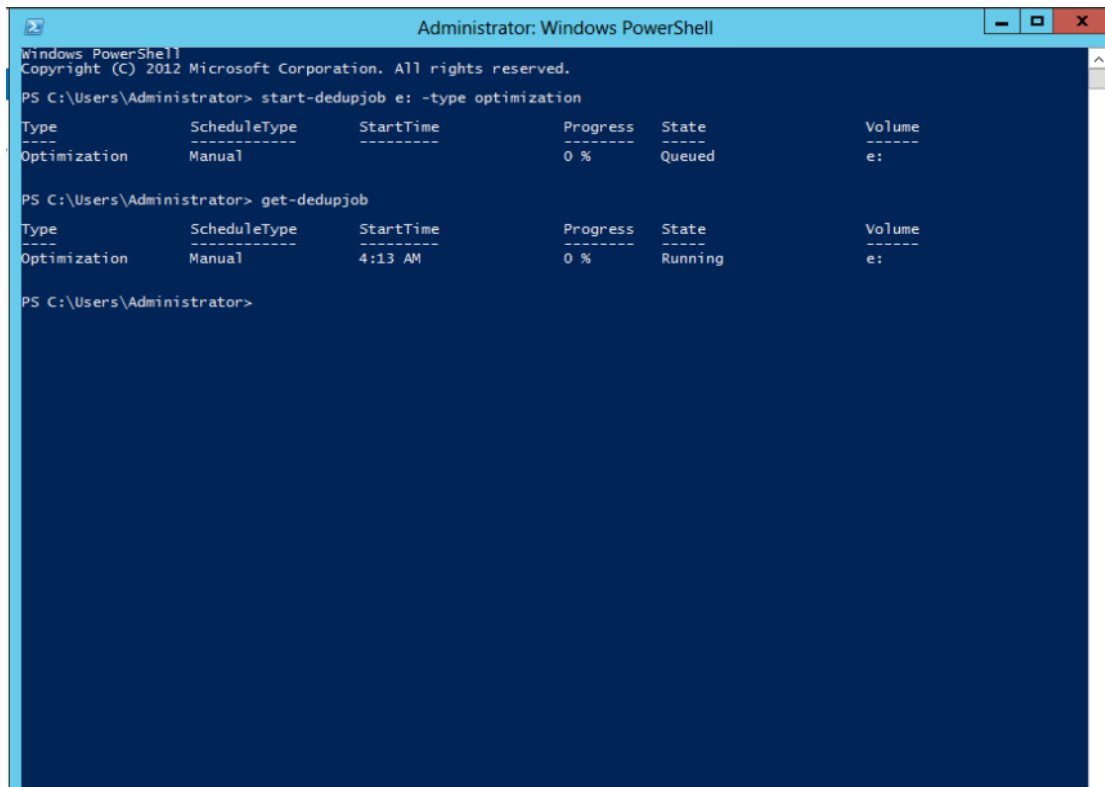 Administrator: Windows PowerShell
Windows PowerShell
Copyright (C) 2012 Microsoft Corporation. All rights reserved.
PS C:\Users\Administrator> start-dedupjob e: -type optimization
Type ScheduleType StartTime Progress State Volume
---- ------------ --------- -------- ----- ------
Optimization Manual 0 % Queued e:
PS C:\Users\Administrator> get-dedupjob
Type ScheduleType StartTime Progress State Volume
---- ------------ --------- -------- ----- ------
Optimization Manual 4:13 AM 0 % Running e:
PS C:\Users\Administrator>